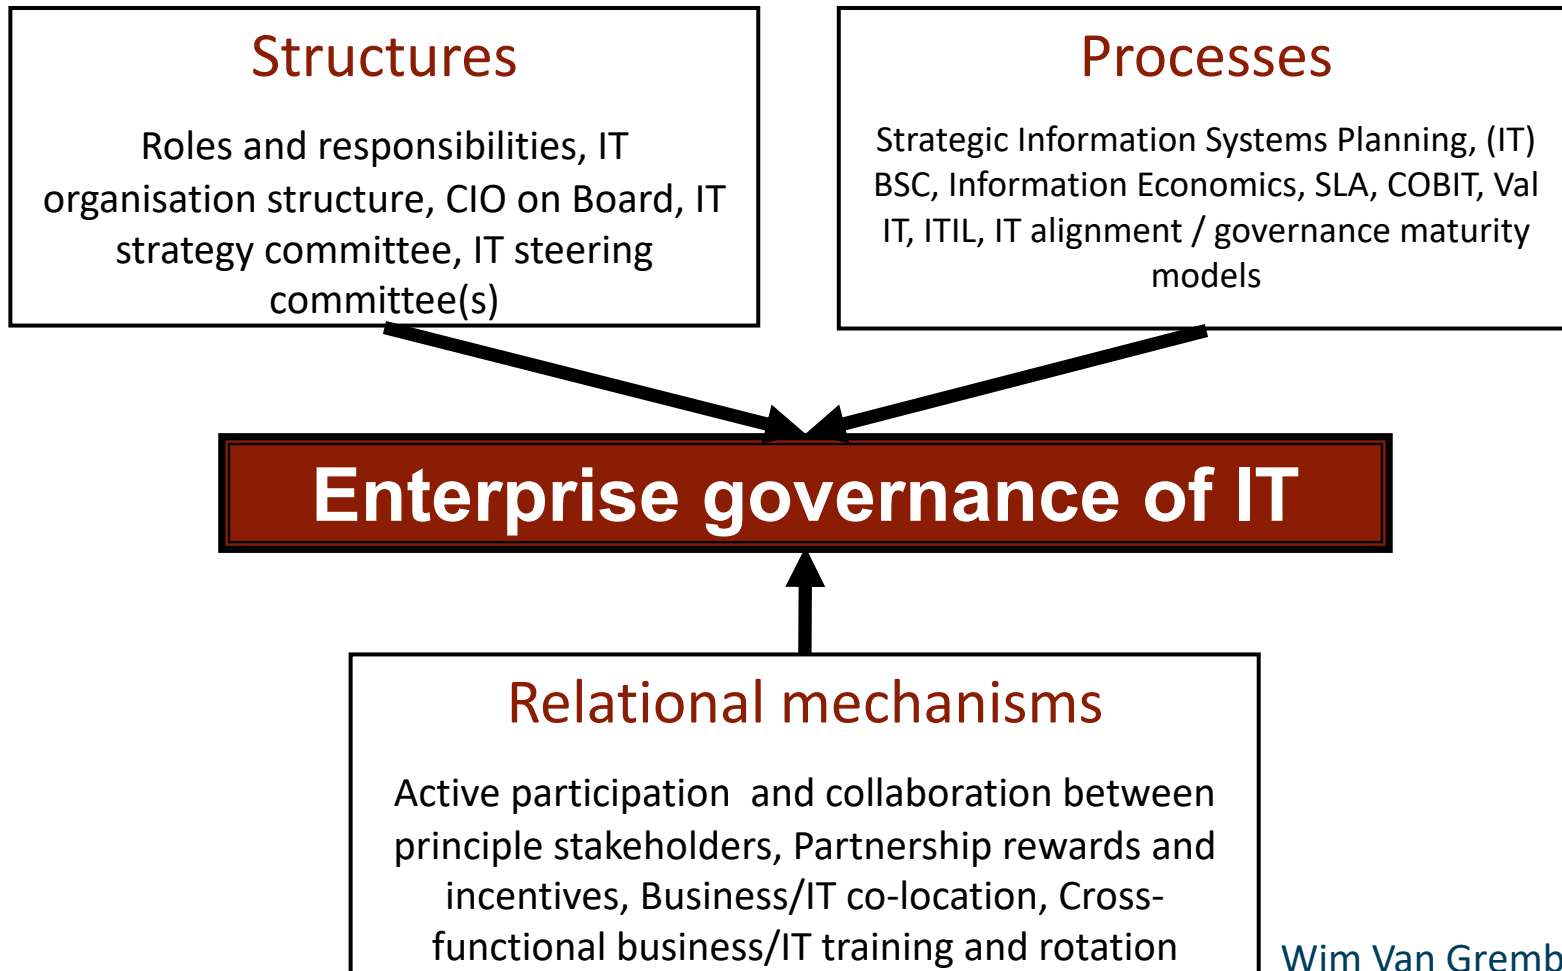 Structures
Roles and responsibilities, IT
organisation structure, CIO on Board, IT
strategy committee, IT steering
committee(s)
Processes
Strategic Information Systems Planning, (IT)
BSC, Information Economics, SLA, COBIT, Val
IT, ITIL, IT alignment / governance maturity
models
Enterprise governance of IT
Relational mechanisms
Active participation and collaboration between
principle stakeholders, Partnership rewards and
incentives, Business/IT co-location, Cross-
functional business/IT training and rotation
Wim Van